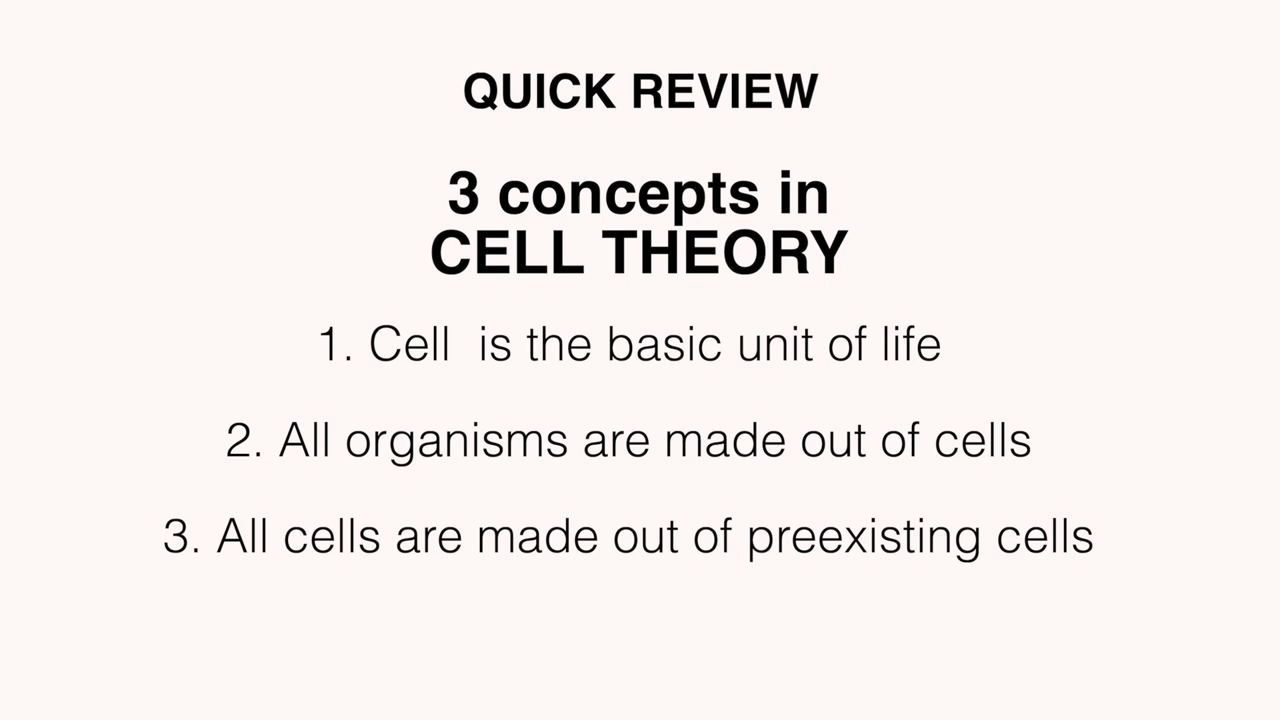 QUICK REVIEW
3 concepts in
CELL THEORY
1. Cell  is the basic unit of life
2. All organisms are made out of cells
3. All cells are made out of preexisting cells